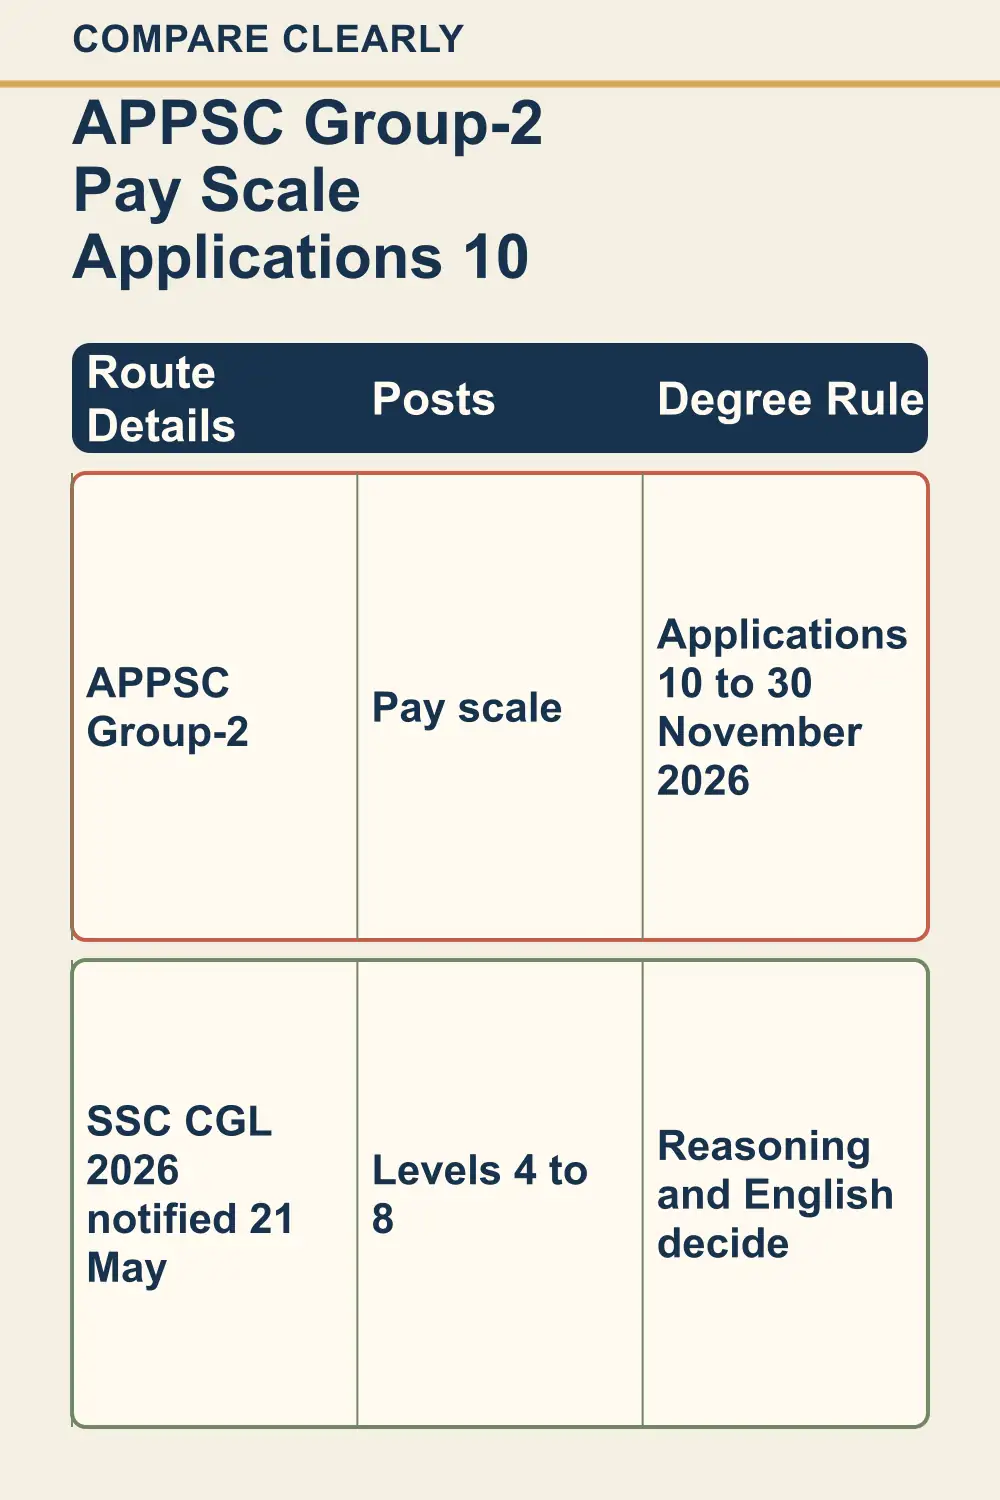 COMPARE CLEARLY
APPSC Group-2
Pay Scale
Applications 10
Route
Details
Posts
Degree Rule
APPSC
Group-2
Pay scale
Applications
10 to 30
November
2026
SSC CGL
2026
notified 21
May
Levels 4 to
8
Reasoning
and English
decide